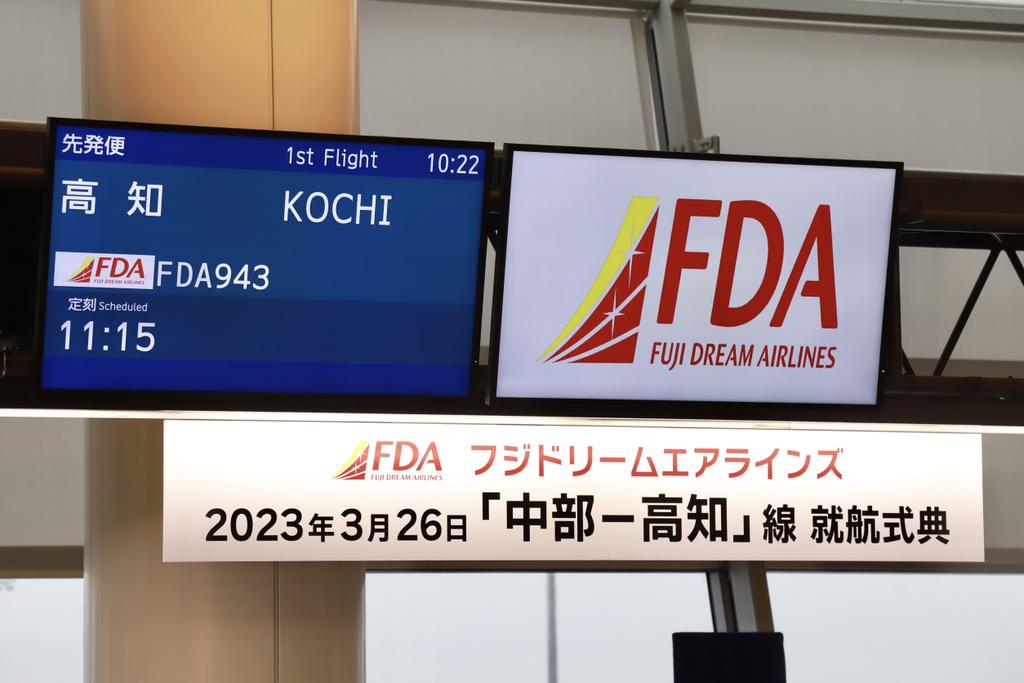 先発便 1st Flight 10:22
高知 KOCHI
FDA FUJI DREAM AIRLINES FDA943
定刻 Scheduled
11:15
FDA
FUJI DREAM AIRLINES
FDA FUJI DREAM AIRLINES フジドリームエアラインズ
2023年3月26日「中部ー高知」線 就航式典